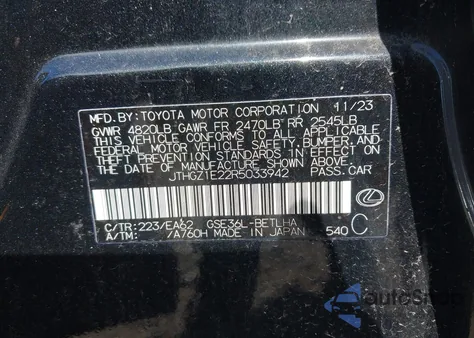 MFD.BY:TOYOTA MOTOR CORPORATION 11/23
GVWR 4820LB GAWR FR 2470LB RR 2545LB
THIS VEHICLE CONFORMS TO ALL APPLICABLE
FEDERAL MOTOR VEHICLE SAFETY, BUMPER, AND
THEFT PREVENTION STANDARDS IN EFFECT ON
THE DATE OF MANUFACTURE SHOWN ABOVE.
JTHGZ1E22R5033942 PASS.CAR
C/TR:223/EA62 GSE36L-BETLHA
A/TM: /A760H MADE IN JAPAN 540 C